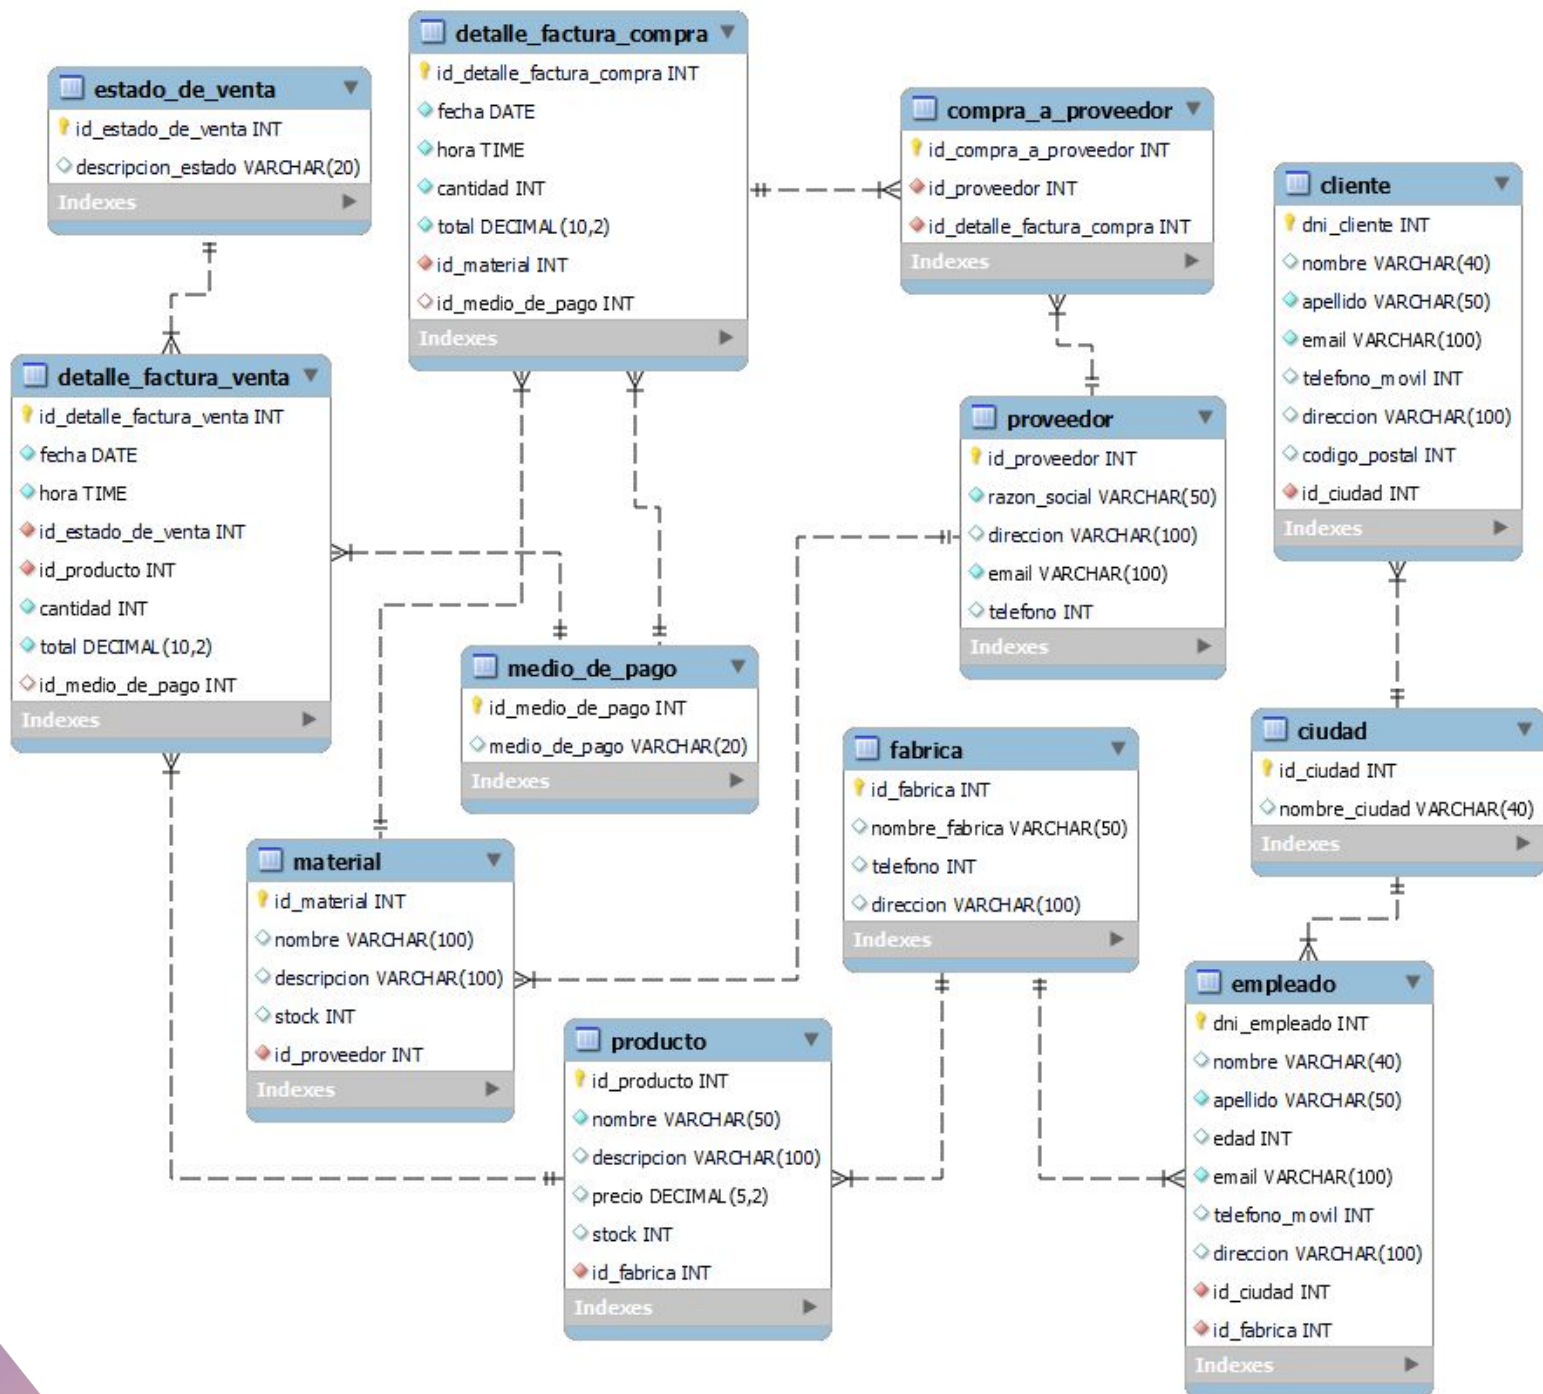 estado_de_venta
id_estado_de_venta INT
descripcion_estado VARCHAR(20)
Indexes
detalle_factura_compra
id_detalle_factura_compra INT
fecha DATE
hora TIME
cantidad INT
total DECIMAL(10,2)
id_material INT
id_medio_de_pago INT
Indexes
compra_a_proveedor
id_compra_a_proveedor INT
id_proveedor INT
id_detalle_factura_compra INT
Indexes
cliente
dni_cliente INT
nombre VARCHAR(40)
apellido VARCHAR(50)
email VARCHAR(100)
telefono_movil INT
direccion VARCHAR(100)
codigo_postal INT
id_ciudad INT
Indexes
detalle_factura_venta
id_detalle_factura_venta INT
fecha DATE
hora TIME
id_estado_de_venta INT
id_producto INT
cantidad INT
total DECIMAL(10,2)
id_medio_de_pago INT
Indexes
proveedor
id_proveedor INT
razon_social VARCHAR(50)
direccion VARCHAR(100)
email VARCHAR(100)
telefono INT
Indexes
medio_de_pago
id_medio_de_pago INT
medio_de_pago VARCHAR(20)
Indexes
fabrica
id_fabrica INT
nombre_fabrica VARCHAR(50)
telefono INT
direccion VARCHAR(100)
Indexes
ciudad
id_ciudad INT
nombre_ciudad VARCHAR(40)
Indexes
material
id_material INT
nombre VARCHAR(100)
descripcion VARCHAR(100)
stock INT
id_proveedor INT
Indexes
producto
id_producto INT
nombre VARCHAR(50)
descripcion VARCHAR(100)
precio DECIMAL(5,2)
stock INT
id_fabrica INT
Indexes
empleado
dni_empleado INT
nombre VARCHAR(40)
apellido VARCHAR(50)
edad INT
email VARCHAR(100)
telefono_movil INT
direccion VARCHAR(100)
id_ciudad INT
id_fabrica INT
Indexes